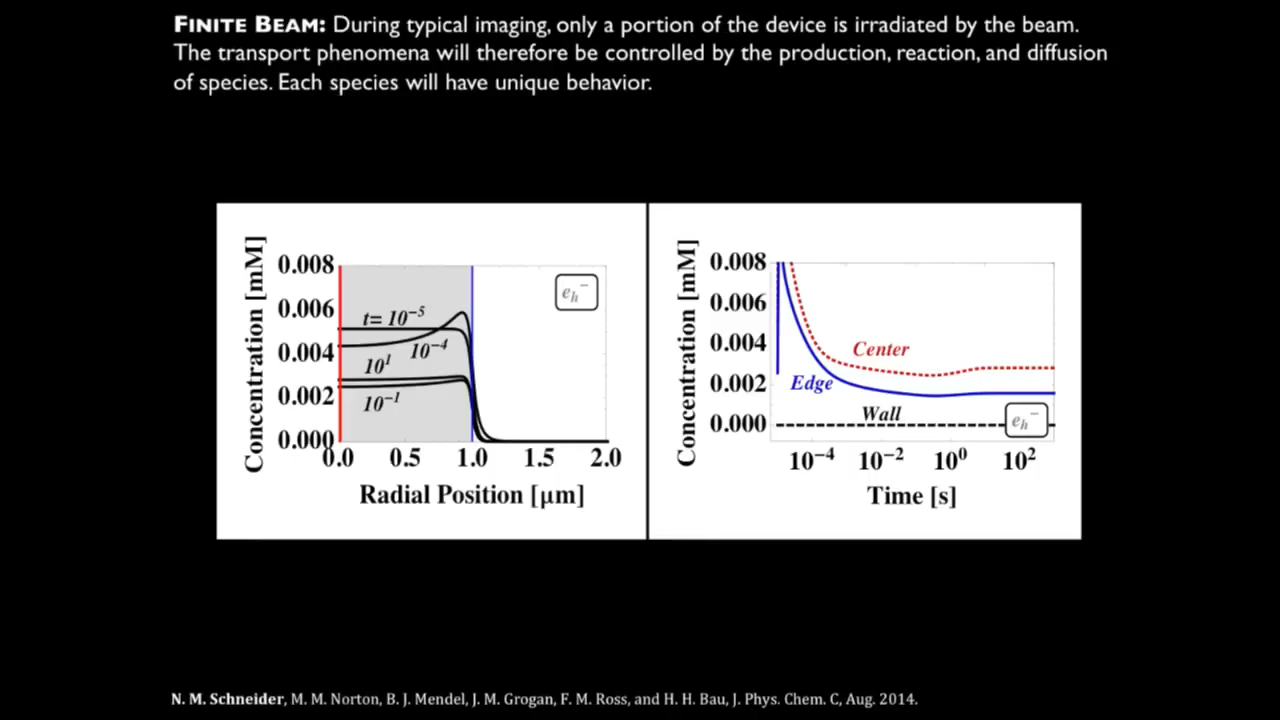 FINITE BEAM: During typical imaging, only a portion of the device is irradiated by the beam.
The transport phenomena will therefore be controlled by the production, reaction, and diffusion
of species. Each species will have unique behavior.
Concentration [mM]
0.008
0.006
0.004
0.002
0.000
t= 10⁻⁵
10⁻⁴
10¹
10⁻¹
eₕ⁻
0.0 0.5 1.0 1.5 2.0
Radial Position [μm]
Concentration [mM]
0.008
0.006
0.004
0.002
0.000
Center
Edge
Wall
eₕ⁻
10⁻⁴ 10⁻² 10⁰ 10²
Time [s]
N. M. Schneider, M. M. Norton, B. J. Mendel, J. M. Grogan, F. M. Ross, and H. H. Bau, J. Phys. Chem. C, Aug. 2014.